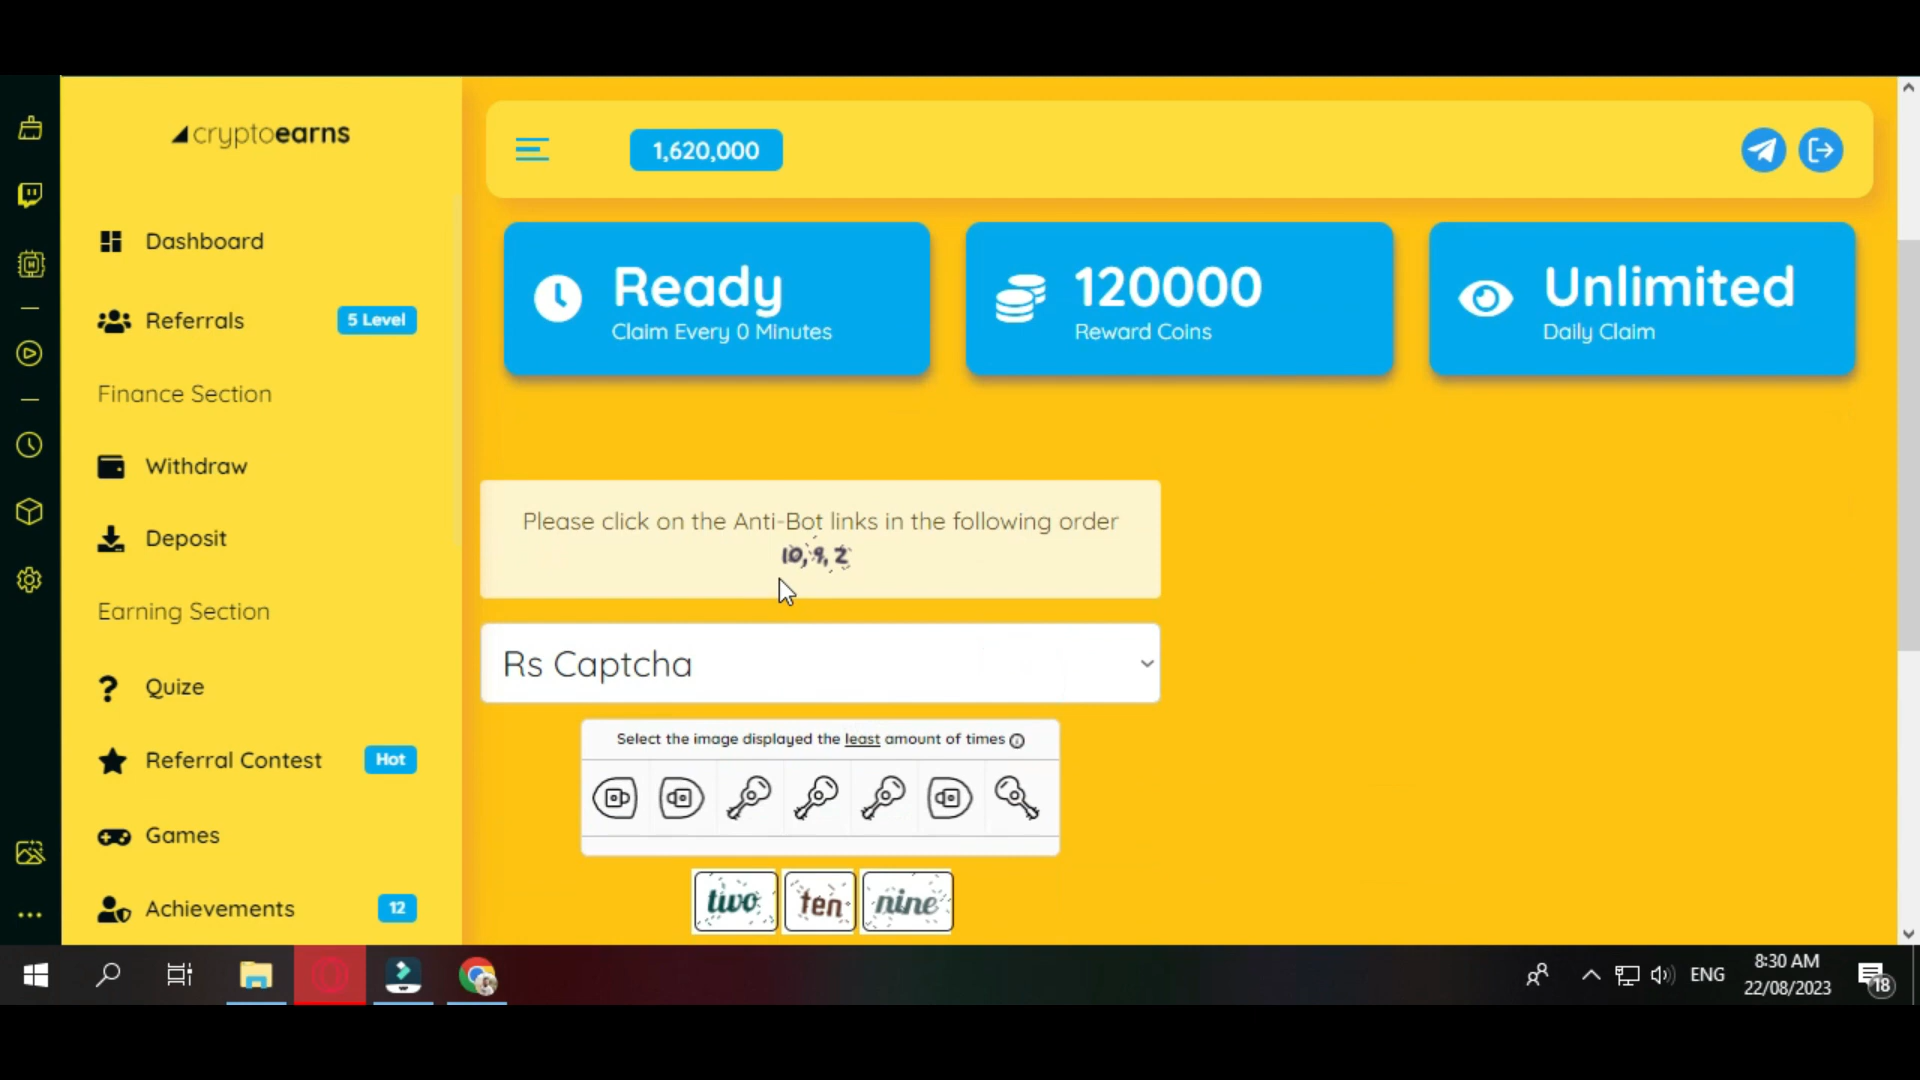 cryptoearns
1,620,000
Dashboard
Referrals
5 Level
Finance Section
Withdraw
Deposit
Earning Section
Quize
Referral Contest
Hot
Games
Achievements
12
Ready
Claim Every 0 Minutes
120000
Reward Coins
Unlimited
Daily Claim
Please click on the Anti-Bot links in the following order
10, 9, 2
Rs Captcha
Select the image displayed the least amount of times
two
ten
nine
ENG
8:30 AM
22/08/2023
18